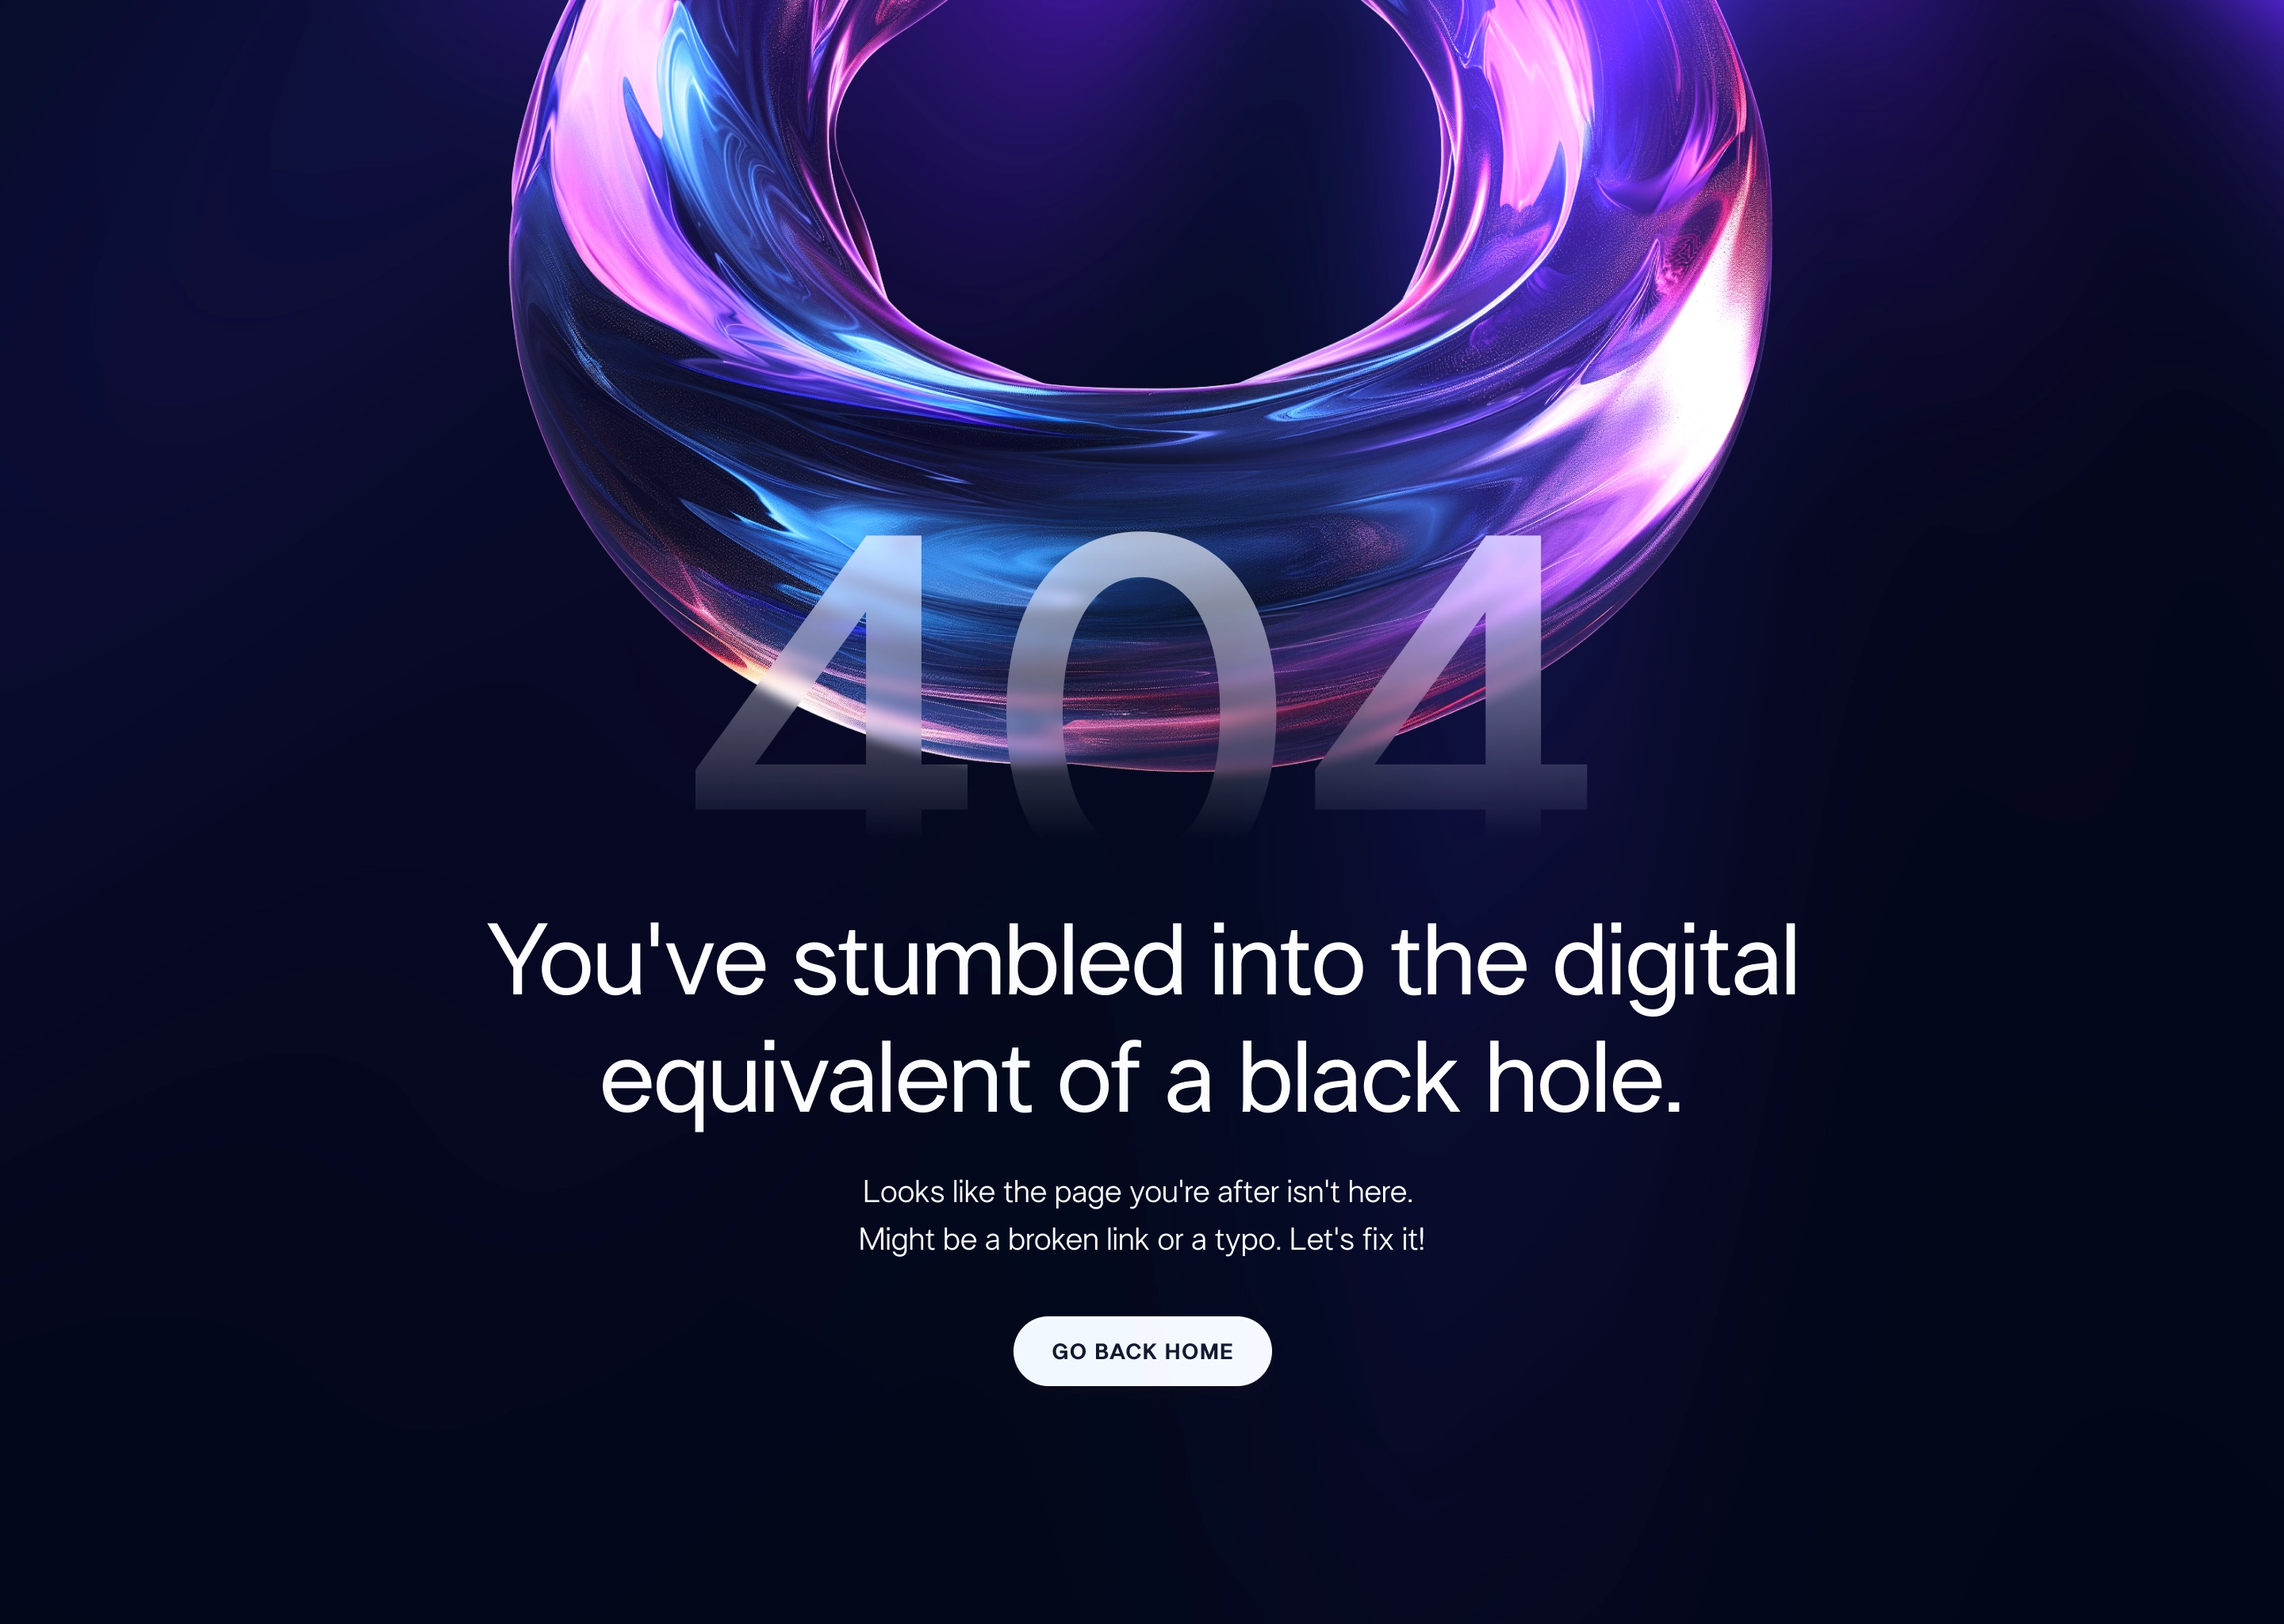 404
You've stumbled into the digital
equivalent of a black hole.
Looks like the page you're after isn't here.
Might be a broken link or a typo. Let's fix it!
GO BACK HOME